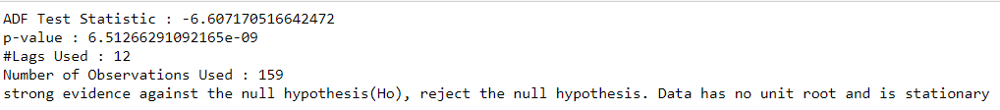 ADF Test Statistic : -6.607170516642472
p-value : 6.51266291092165e-09
#Lags Used : 12
Number of Observations Used : 159
strong evidence against the null hypothesis(Ho), reject the null hypothesis. Data has no unit root and is stationary